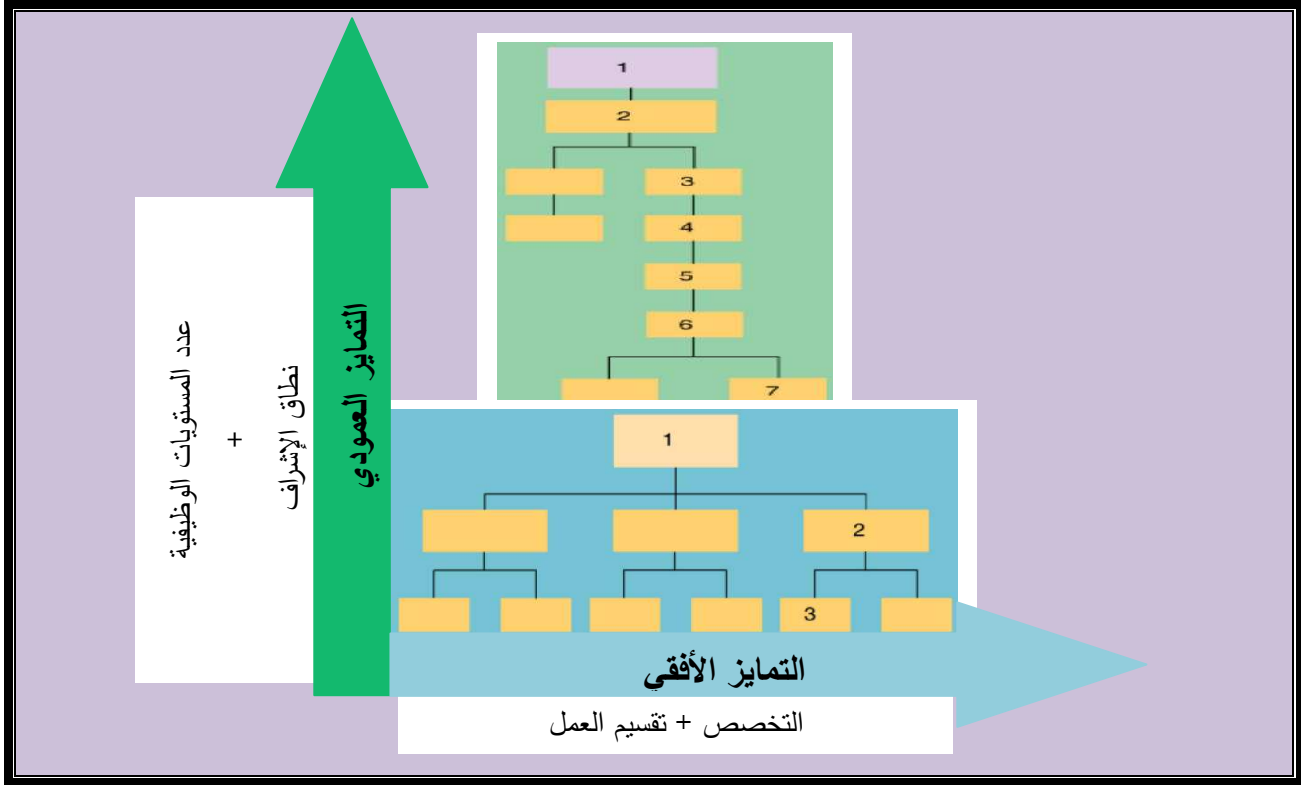 1
2
3
4
5
6
7
عدد المستويات الوظيفية
+
نطاق الإشراف
التمايز العمودي
1
2
3
التمايز الأفقي
التخصص + تقسيم العمل